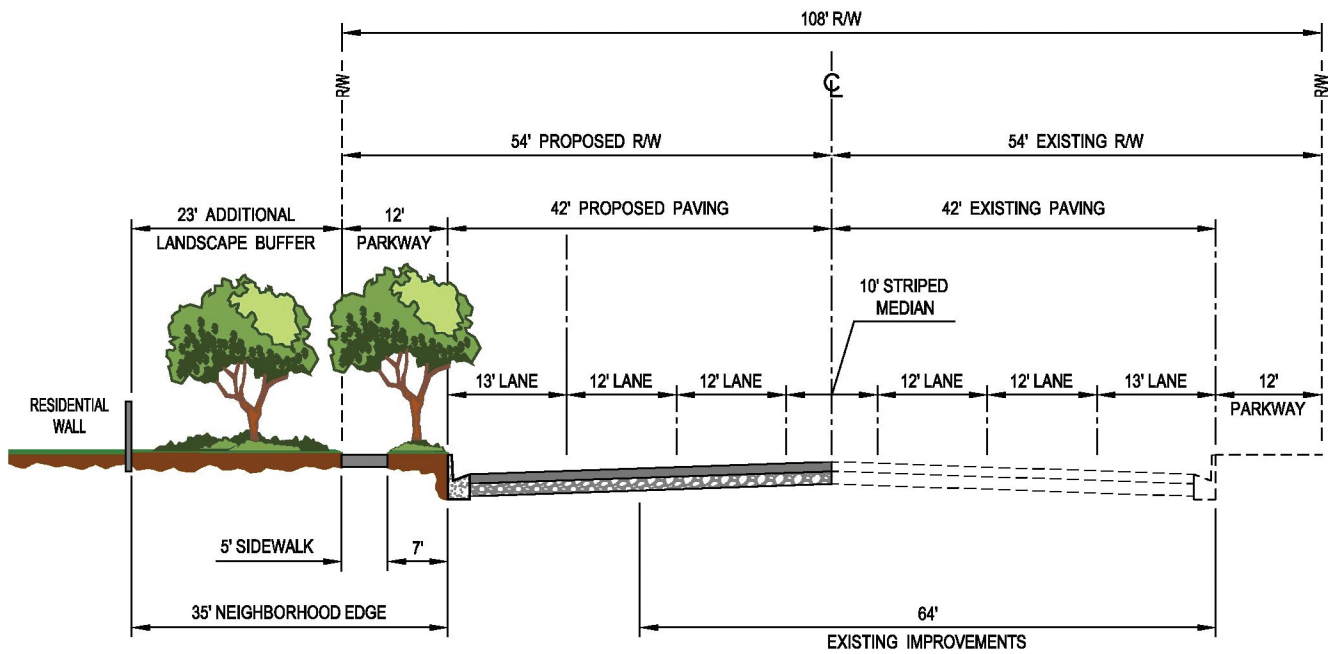 108' R/W
R/W
℄
R/W
54' PROPOSED R/W
54' EXISTING R/W
23' ADDITIONAL
LANDSCAPE BUFFER
12'
PARKWAY
42' PROPOSED PAVING
42' EXISTING PAVING
10' STRIPED
MEDIAN
13' LANE
12' LANE
12' LANE
12' LANE
12' LANE
13' LANE
12'
PARKWAY
RESIDENTIAL
WALL
5' SIDEWALK
7'
35' NEIGHBORHOOD EDGE
64'
EXISTING IMPROVEMENTS